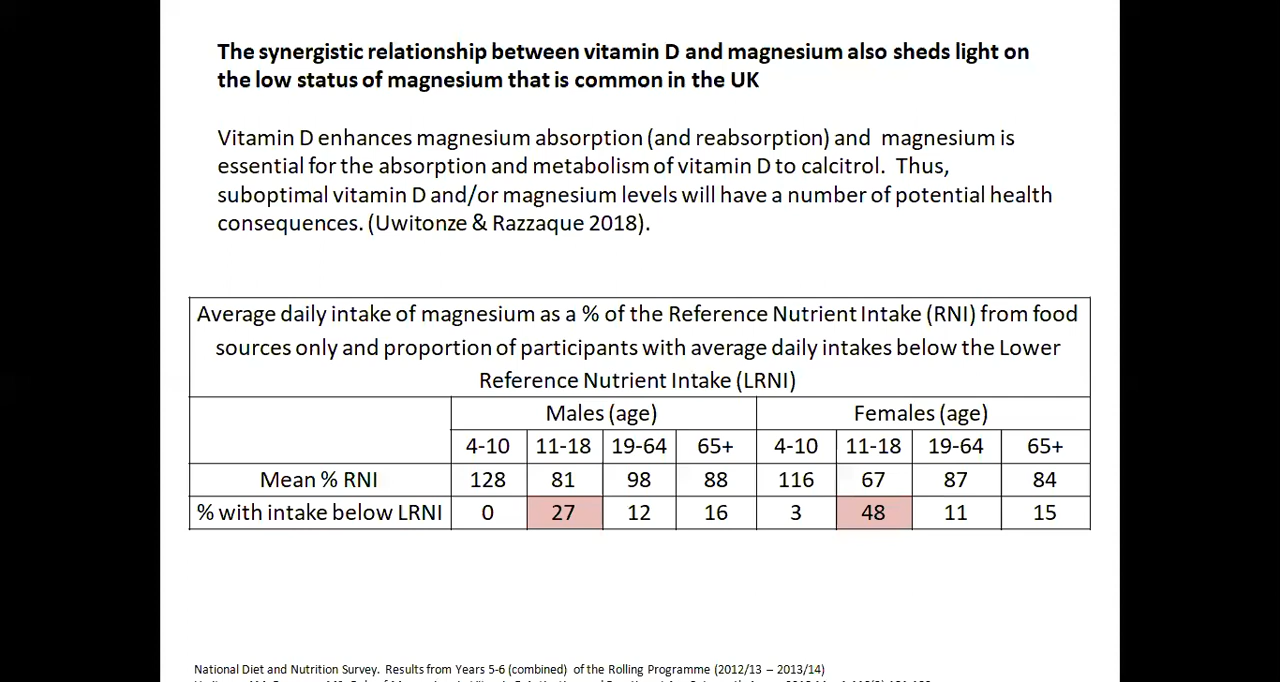 The synergistic relationship between vitamin D and magnesium also sheds light on
the low status of magnesium that is common in the UK
Vitamin D enhances magnesium absorption (and reabsorption) and magnesium is
essential for the absorption and metabolism of vitamin D to calcitrol. Thus,
suboptimal vitamin D and/or magnesium levels will have a number of potential health
consequences. (Uwitonze & Razzaque 2018).
Average daily intake of magnesium as a % of the Reference Nutrient Intake (RNI) from food
sources only and proportion of participants with average daily intakes below the Lower
Reference Nutrient Intake (LRNI)
Males (age) Females (age)
4-10 11-18 19-64 65+ 4-10 11-18 19-64 65+
Mean % RNI 128 81 98 88 116 67 87 84
% with intake below LRNI 0 27 12 16 3 48 11 15
National Diet and Nutrition Survey. Results from Years 5-6 (combined) of the Rolling Programme (2012/13 – 2013/14)